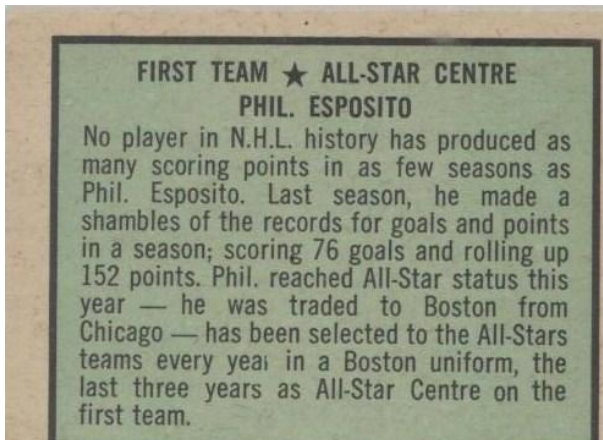 FIRST TEAM ★ ALL-STAR CENTRE
PHIL. ESPOSITO
No player in N.H.L. history has produced as
many scoring points in as few seasons as
Phil. Esposito. Last season, he made a
shambles of the records for goals and points
in a season; scoring 76 goals and rolling up
152 points. Phil. reached All-Star status this
year — he was traded to Boston from
Chicago — has been selected to the All-Stars
teams every year in a Boston uniform, the
last three years as All-Star Centre on the
first team.